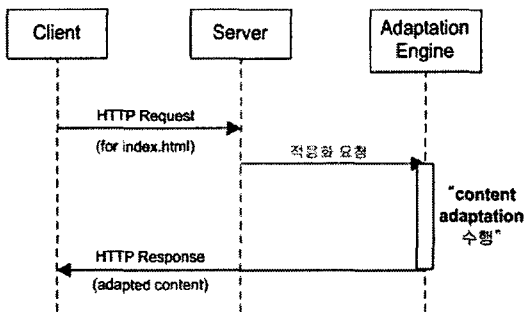 Client
Server
Adaptation
Engine
HTTP Request
(for index.html)
적응화 요청
"content
adaptation
수행"
HTTP Response
(adapted content)